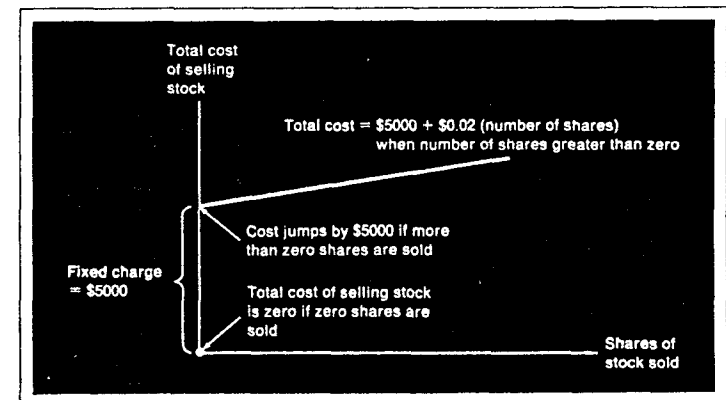 Total cost
of selling
stock
Total cost = $5000 + $0.02 (number of shares)
when number of shares greater than zero
Cost jumps by $5000 if more
than zero shares are sold
Fixed charge
= $5000
Total cost of selling stock
is zero if zero shares are
sold
Shares of
stock sold